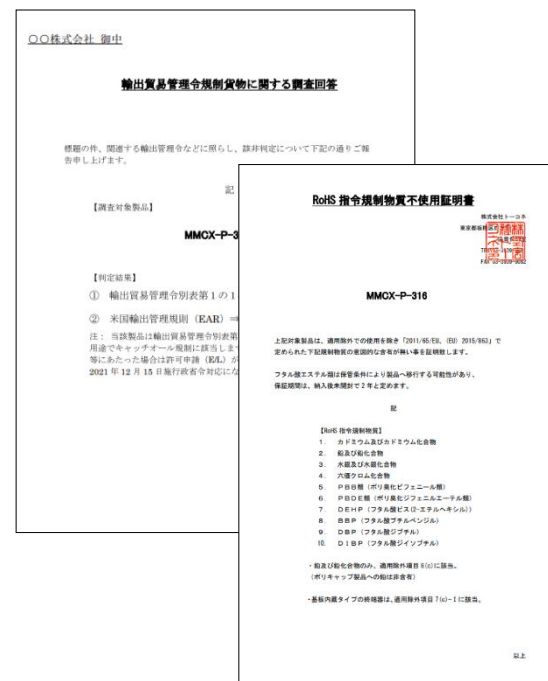 〇〇株式会社 御中
輸出貿易管理令規制貨物に関する調査回答
標題の件、関連する輸出管理令などに照らし、該非判定について下記の通りご報
告申し上げます。
記
【調査対象製品】
MMCX-P-3
【判定結果】
① 輸出貿易管理令別表第1の1
② 米国輸出管理規則（EAR）⇒
注： 当該製品は輸出貿易管理令別表第
用途でキャッチオール規制に該当しま
等にあたった場合は許可申請（E/L）が
2021年12月15日施行政省令対応にな
RoHS 指令規制物質不使用証明書
株式会社トーコネ
東京都板橋区
MMCX-P-316
上記対象製品は、適用除外での使用を除き「2011/65/EU、(EU) 2015/863」で
定められた下記規制物質の意図的な含有が無い事を証明致します。
フタル酸エステル類は保管条件により製品へ移行する可能性があり、
保証期間は、納入後未開封で2年と定めます。
記
【RoHS 指令規制物質】
1. カドミウム及びカドミウム化合物
2. 鉛及び鉛化合物
3. 水銀及び水銀化合物
4. 六価クロム化合物
5. PBB類（ポリ臭化ビフェニール類）
6. PBDE類（ポリ臭化ジフェニルエーテル類）
7. DEHP（フタル酸ビス(2-エチルヘキシル)）
8. BBP（フタル酸ブチルベンジル）
9. DBP（フタル酸ジブチル）
10. DIBP（フタル酸ジイソブチル）
・鉛及び鉛化合物のみ、適用除外項目6(c)に該当。
（ポリキャップ製品への鉛は非含有）
・基板内蔵タイプの終端器は、適用除外項目7(c)-Iに該当。
以上